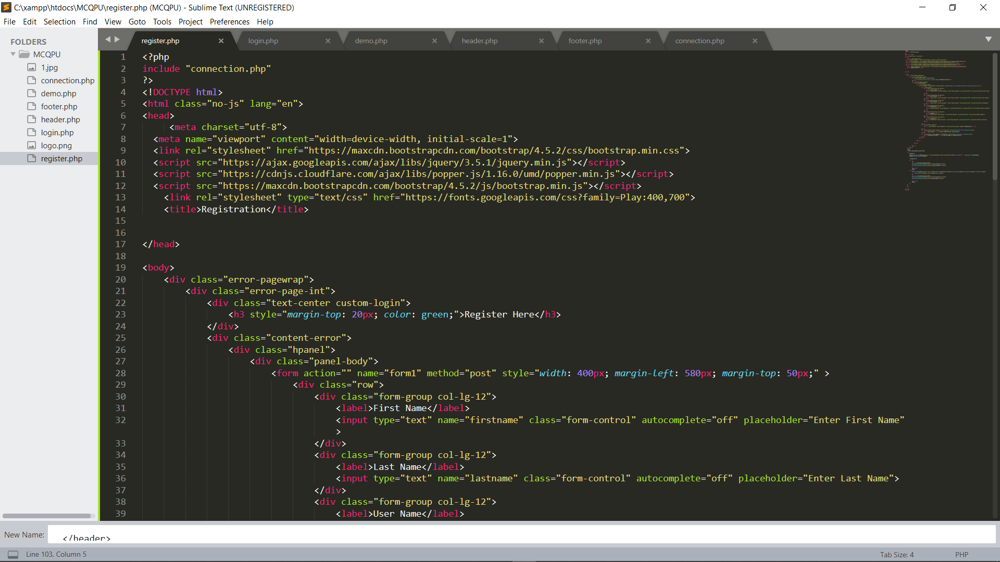 C:\xampp\htdocs\MCQPU\register.php (MCQPU) - Sublime Text (UNREGISTERED)
File Edit Selection Find View Goto Tools Project Preferences Help
FOLDERS
MCQPU
1.jpg
connection.php
demo.php
footer.php
header.php
login.php
logo.png
register.php
register.php login.php demo.php header.php footer.php connection.php
1 <?php
2 include "connection.php"
3 ?>
4 <!DOCTYPE html>
5 <html class="no-js" lang="en">
6 <head>
7 <meta charset="utf-8">
8 <meta name="viewport" content="width=device-width, initial-scale=1">
9 <link rel="stylesheet" href="https://maxcdn.bootstrapcdn.com/bootstrap/4.5.2/css/bootstrap.min.css">
10 <script src="https://ajax.googleapis.com/ajax/libs/jquery/3.5.1/jquery.min.js"></script>
11 <script src="https://cdnjs.cloudflare.com/ajax/libs/popper.js/1.16.0/umd/popper.min.js"></script>
12 <script src="https://maxcdn.bootstrapcdn.com/bootstrap/4.5.2/js/bootstrap.min.js"></script>
13 <link rel="stylesheet" type="text/css" href="https://fonts.googleapis.com/css?family=Play:400,700">
14 <title>Registration</title>
15
16
17 </head>
18
19 <body>
20 <div class="error-pagewrap">
21 <div class="error-page-int">
22 <div class="text-center custom-login">
23 <h3 style="margin-top: 20px; color: green;">Register Here</h3>
24 </div>
25 <div class="content-error">
26 <div class="hpanel">
27 <div class="panel-body">
28 <form action="" name="form1" method="post" style="width: 400px; margin-left: 580px; margin-top: 50px;" >
29 <div class="row">
30 <div class="form-group col-lg-12">
31 <label>First Name</label>
32 <input type="text" name="firstname" class="form-control" autocomplete="off" placeholder="Enter First Name"
>
33 </div>
34 <div class="form-group col-lg-12">
35 <label>Last Name</label>
36 <input type="text" name="lastname" class="form-control" autocomplete="off" placeholder="Enter Last Name">
37 </div>
38 <div class="form-group col-lg-12">
39 <label>User Name</label>
New Name: </header>
Line 103, Column 5 Tab Size: 4 PHP